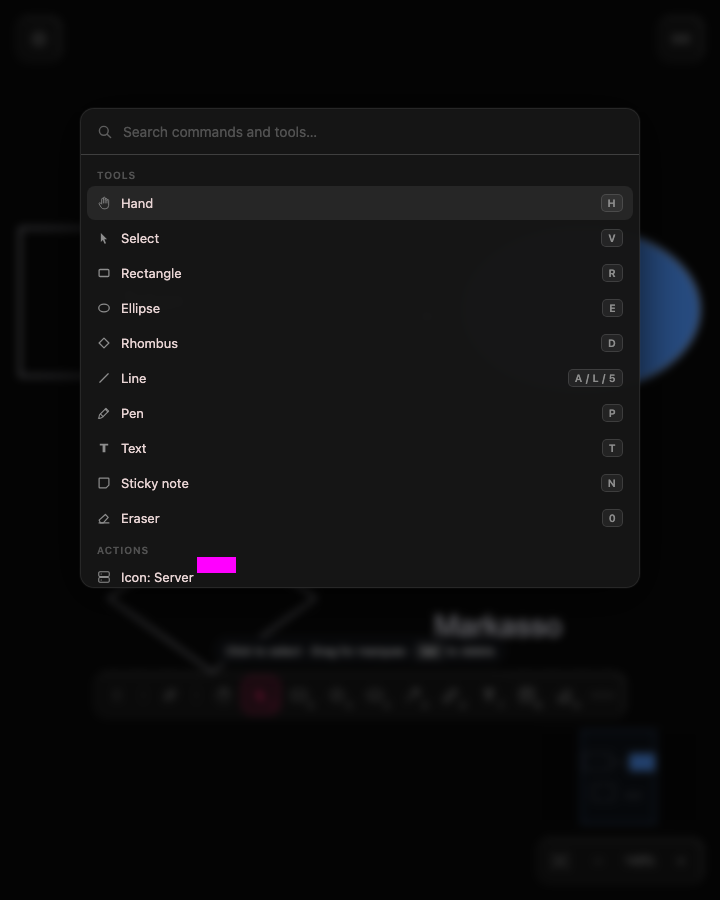 Search commands and tools...
TOOLS
Hand H
Select V
Rectangle R
Ellipse E
Rhombus D
Line A / L / 5
Pen P
Text T
Sticky note N
Eraser 0
ACTIONS
Icon: Server
Markasso